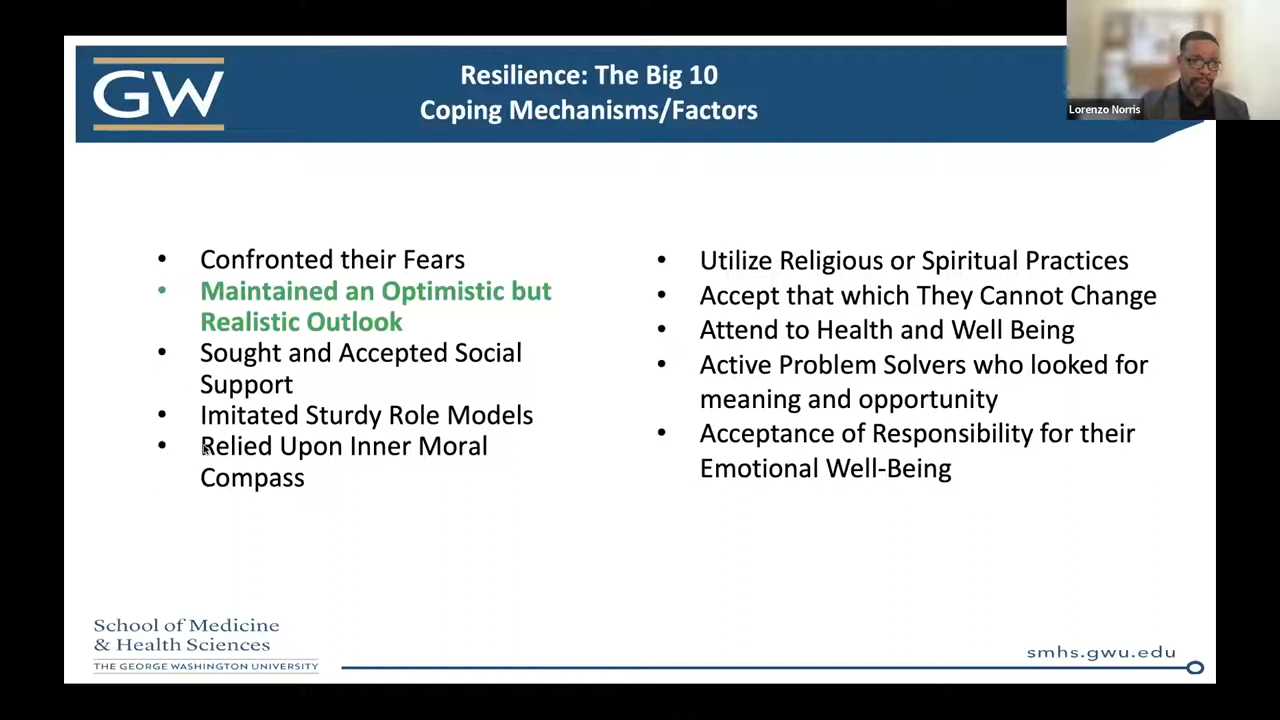 GW
Resilience: The Big 10
Coping Mechanisms/Factors
Lorenzo Norris
• Confronted their Fears
• Maintained an Optimistic but
Realistic Outlook
• Sought and Accepted Social
Support
• Imitated Sturdy Role Models
• Relied Upon Inner Moral
Compass
• Utilize Religious or Spiritual Practices
• Accept that which They Cannot Change
• Attend to Health and Well Being
• Active Problem Solvers who looked for
meaning and opportunity
• Acceptance of Responsibility for their
Emotional Well-Being
School of Medicine
& Health Sciences
THE GEORGE WASHINGTON UNIVERSITY
smhs.gwu.edu